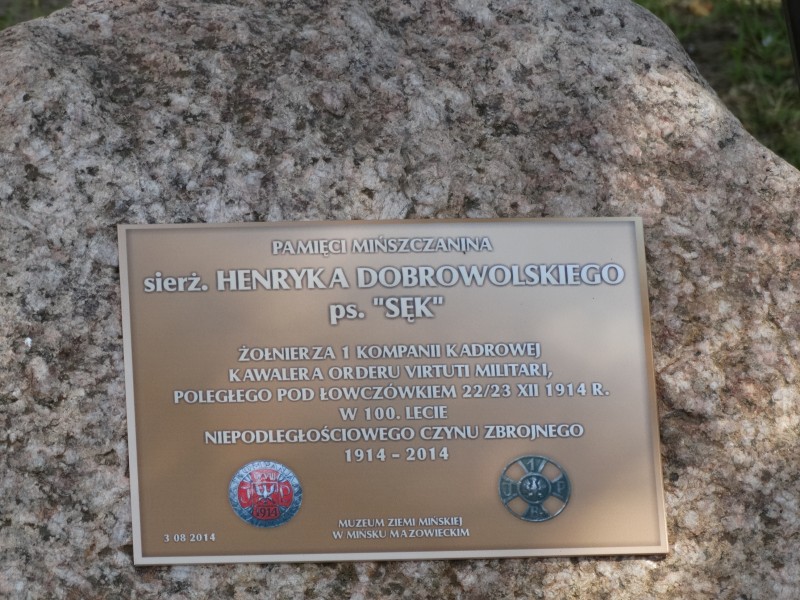 PAMIĘCI MIŃSZCZANINA
sierż. HENRYKA DOBROWOLSKIEGO
ps. "SĘK"
ŻOŁNIERZA 1 KOMPANII KADROWEJ
KAWALERA ORDERU VIRTUTI MILITARI,
POLEGŁEGO POD ŁOWCZÓWKIEM 22/23 XII 1914 R.
W 100. LECIE
NIEPODLEGŁOŚCIOWEGO CZYNU ZBROJNEGO
1914 - 2014
1914
3 08 2014
MUZEUM ZIEMI MIŃSKIEJ
W MIŃSKU MAZOWIECKIM